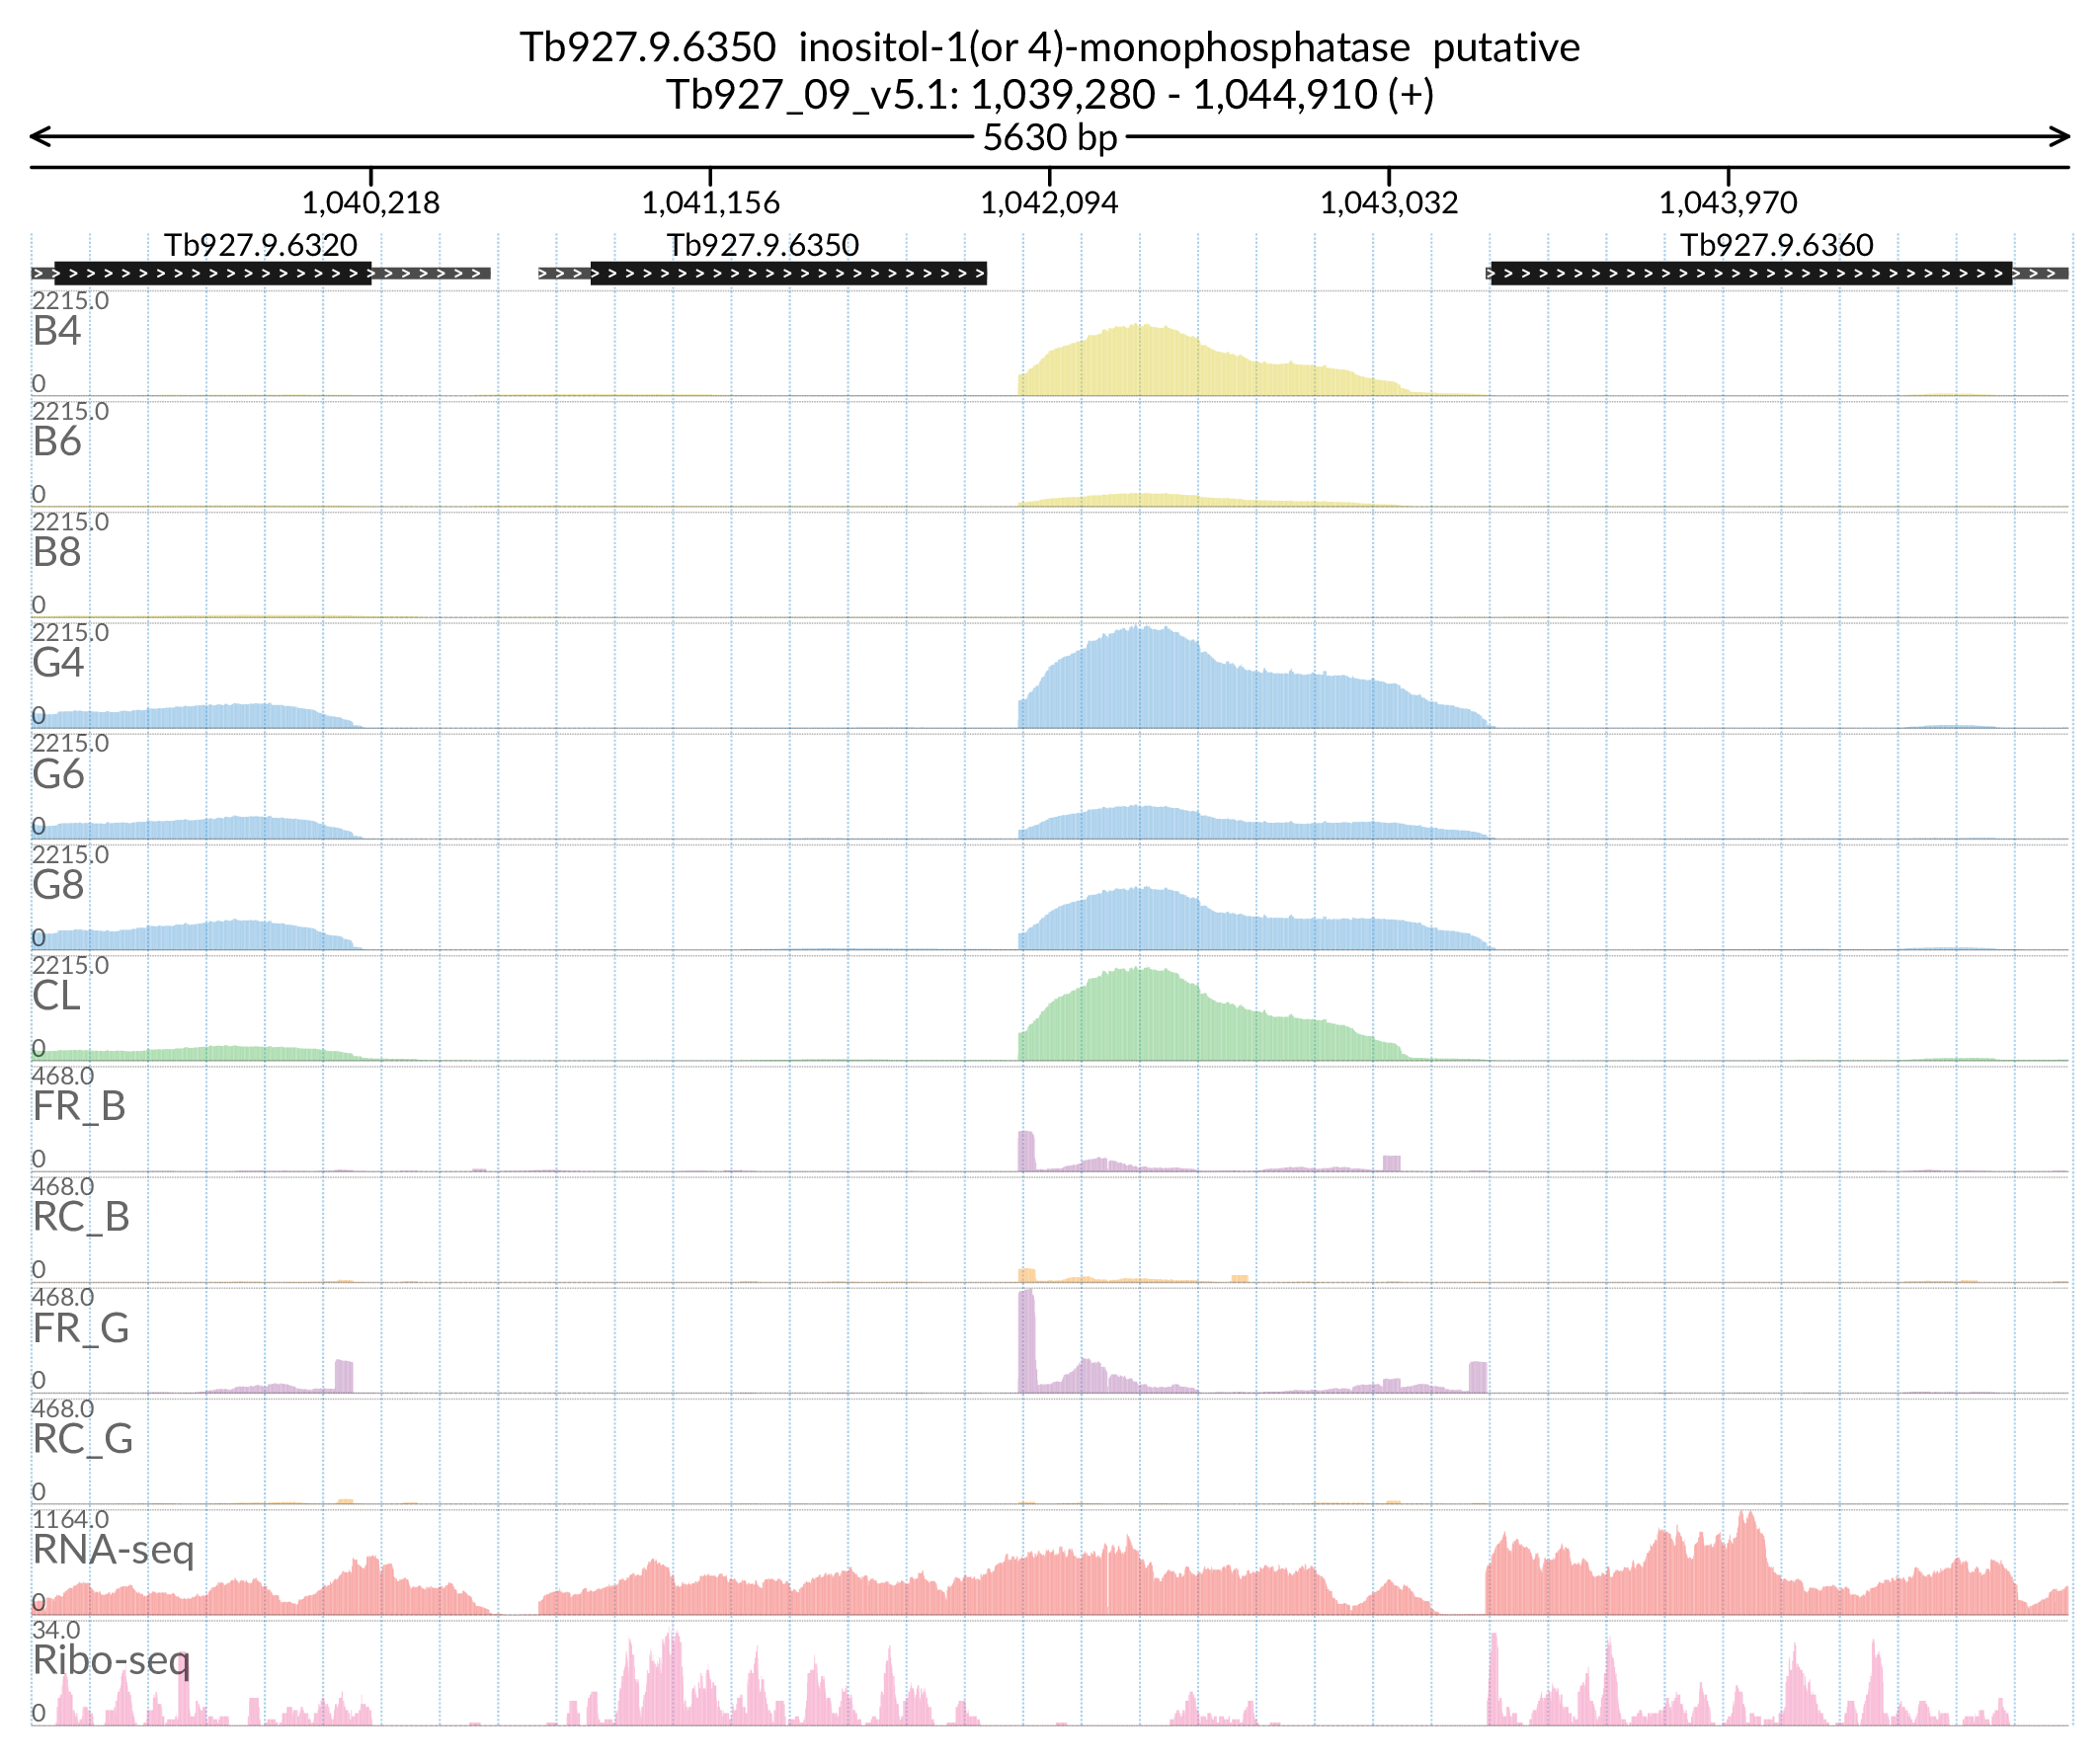 Tb927.9.6350 inositol-1(or 4)-monophosphatase putative
Tb927_09_v5.1: 1,039,280 - 1,044,910 (+)
5630 bp
1,040,218 1,041,156 1,042,094 1,043,032 1,043,970
Tb927.9.6320 Tb927.9.6350 Tb927.9.6360
2215.0
B4
0
2215.0
B6
0
2215.0
B8
0
2215.0
G4
0
2215.0
G6
0
2215.0
G8
0
2215.0
CL
0
468.0
FR_B
0
468.0
RC_B
0
468.0
FR_G
0
468.0
RC_G
0
1164.0
RNA-seq
0
34.0
Ribo-seq
0